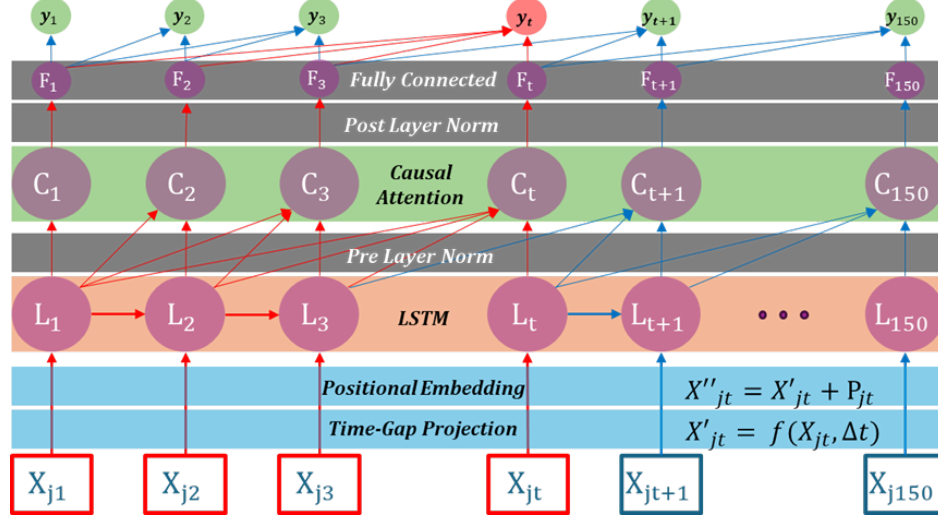 y₁ y₂ y₃ yₜ yₜ₊₁ y₁₅₀
F₁ F₂ F₃ Fully Connected Fₜ Fₜ₊₁ F₁₅₀
Post Layer Norm
C₁ C₂ C₃ Causal Attention Cₜ Cₜ₊₁ C₁₅₀
Pre Layer Norm
L₁ L₂ L₃ LSTM Lₜ Lₜ₊₁ ••• L₁₅₀
Positional Embedding X''ⱼₜ = X'ⱼₜ + Pⱼₜ
Time-Gap Projection X'ⱼₜ = f(Xⱼₜ, Δt)
Xⱼ₁ Xⱼ₂ Xⱼ₃ Xⱼₜ Xⱼₜ₊₁ Xⱼ₁₅₀